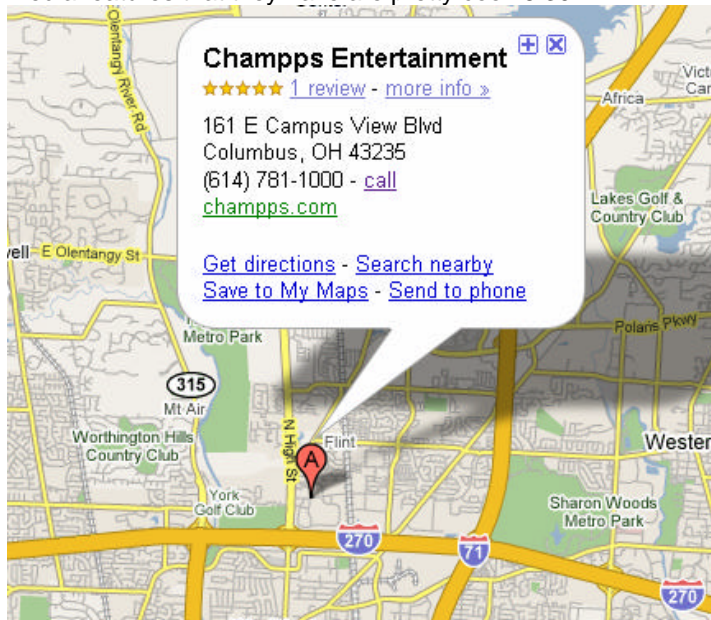 Olentangy River Rd
Champps Entertainment
1 review - more info »
161 E Campus View Blvd
Columbus, OH 43235
(614) 781-1000 - call
champps.com
Get directions - Search nearby
Save to My Maps - Send to phone
Africa
Lakes Golf &
Country Club
E Olentangy St
Polaris Pkwy
Metro Park
315
Mt Air
Worthington Hills
Country Club
N High St
Flint
A
York
Golf Club
Sharon Woods
Metro Park
270
71
270